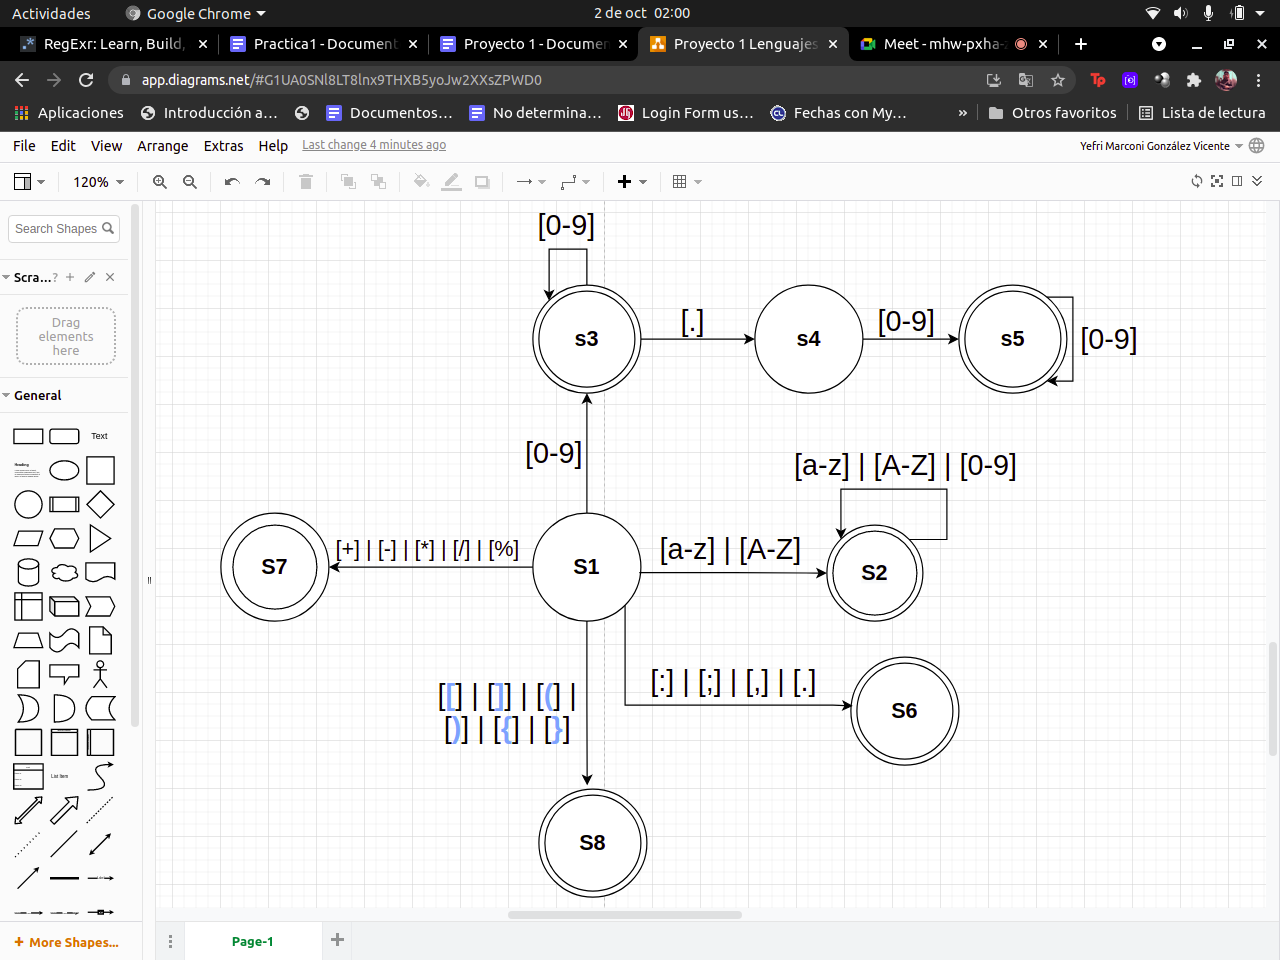 Actividades
Google Chrome
2 de oct  02:00
RegExr: Learn, Build,
Practica1 - Document
Proyecto 1 - Documen
Proyecto 1 Lenguajes
Meet - mhw-pxha-
app.diagrams.net/#G1UA0SNl8LT8lnx9THXB5yoJw2XXsZPWD0
Aplicaciones
Introducción a...
Documentos...
No determina...
Login Form us...
Fechas con My...
»
Otros favoritos
Lista de lectura
File Edit View Arrange Extras Help Last change 4 minutes ago
Yefri Marconi González Vicente
120%
Search Shapes
Scra... ?
Drag
elements
here
General
Text
Heading
List Item
+ More Shapes...
Page-1
[0-9]
s3
[.]
s4
[0-9]
s5
[0-9]
[0-9]
[a-z] | [A-Z] | [0-9]
S7
[+] | [-] | [*] | [/] | [%]
S1
[a-z] | [A-Z]
S2
[[] | []] | [(] |
[)] | [{] | [}]
[:] | [;] | [,] | [.]
S6
S8